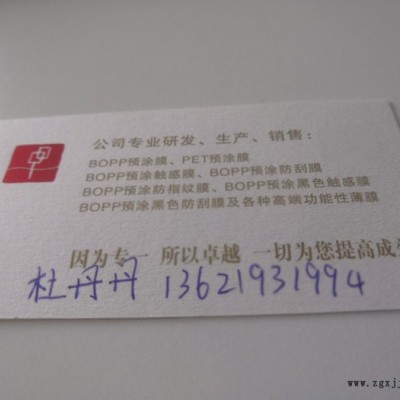 公司专业研发、生产、销售:
BOPP预涂膜、PET预涂膜
BOPP预涂触感膜、BOPP预涂防刮膜
BOPP预涂防指纹膜、BOPP预涂黑色触感膜
BOPP预涂黑色防刮膜及各种高端功能性薄膜
因为专一 所以卓越 一切为您提高成
杜丹丹 13621931994
www.zgxjj